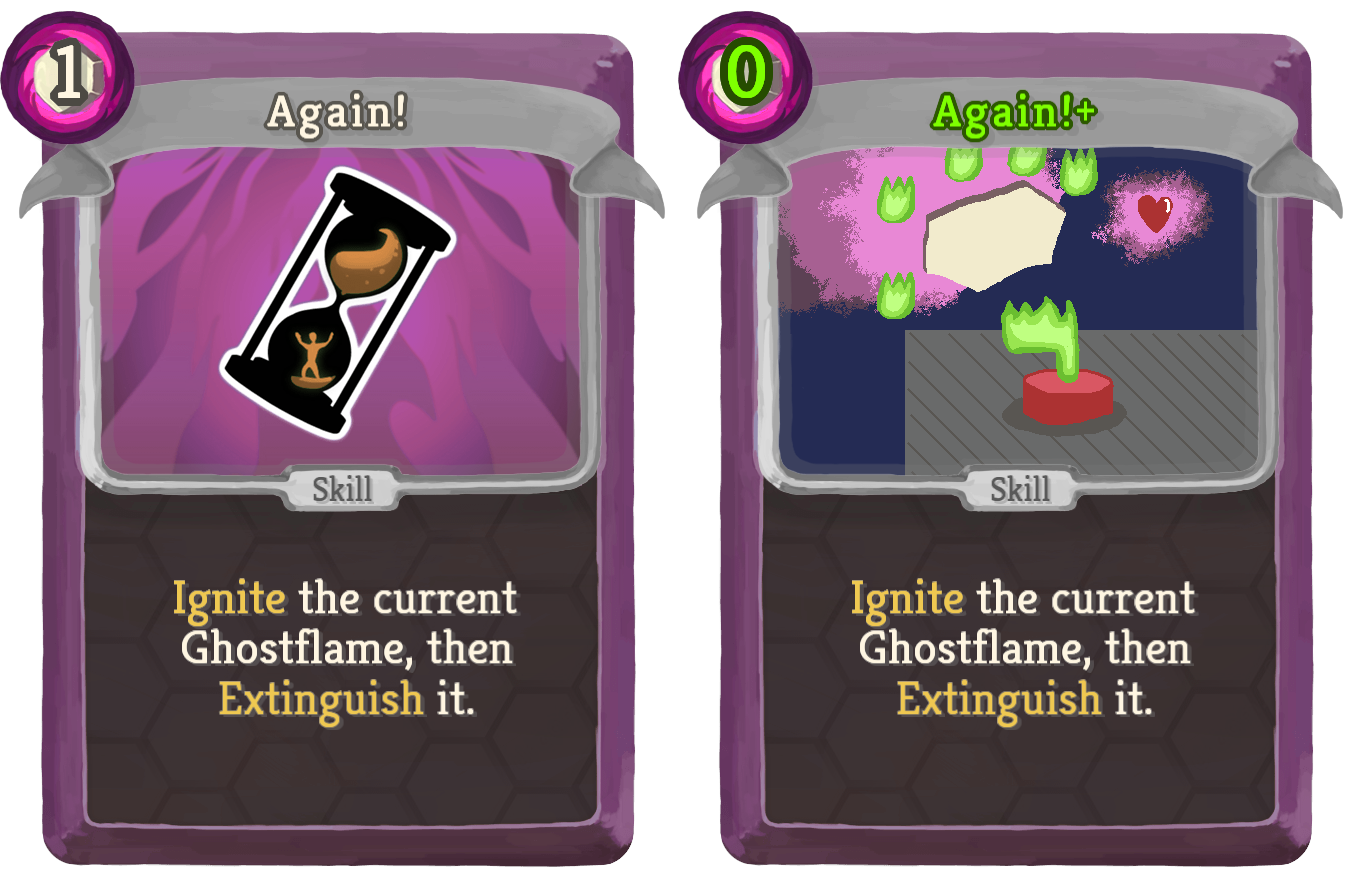 1
Again!
Skill
Ignite the current
Ghostflame, then
Extinguish it.
0
Again!+
Skill
Ignite the current
Ghostflame, then
Extinguish it.